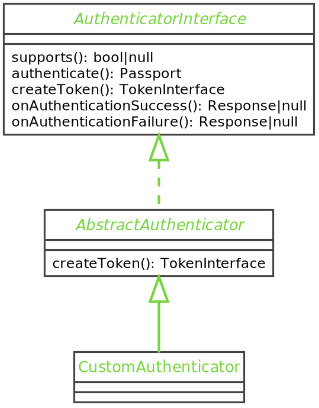 AuthenticatorInterface
supports(): bool|null
authenticate(): Passport
createToken(): TokenInterface
onAuthenticationSuccess(): Response|null
onAuthenticationFailure(): Response|null
AbstractAuthenticator
createToken(): TokenInterface
CustomAuthenticator